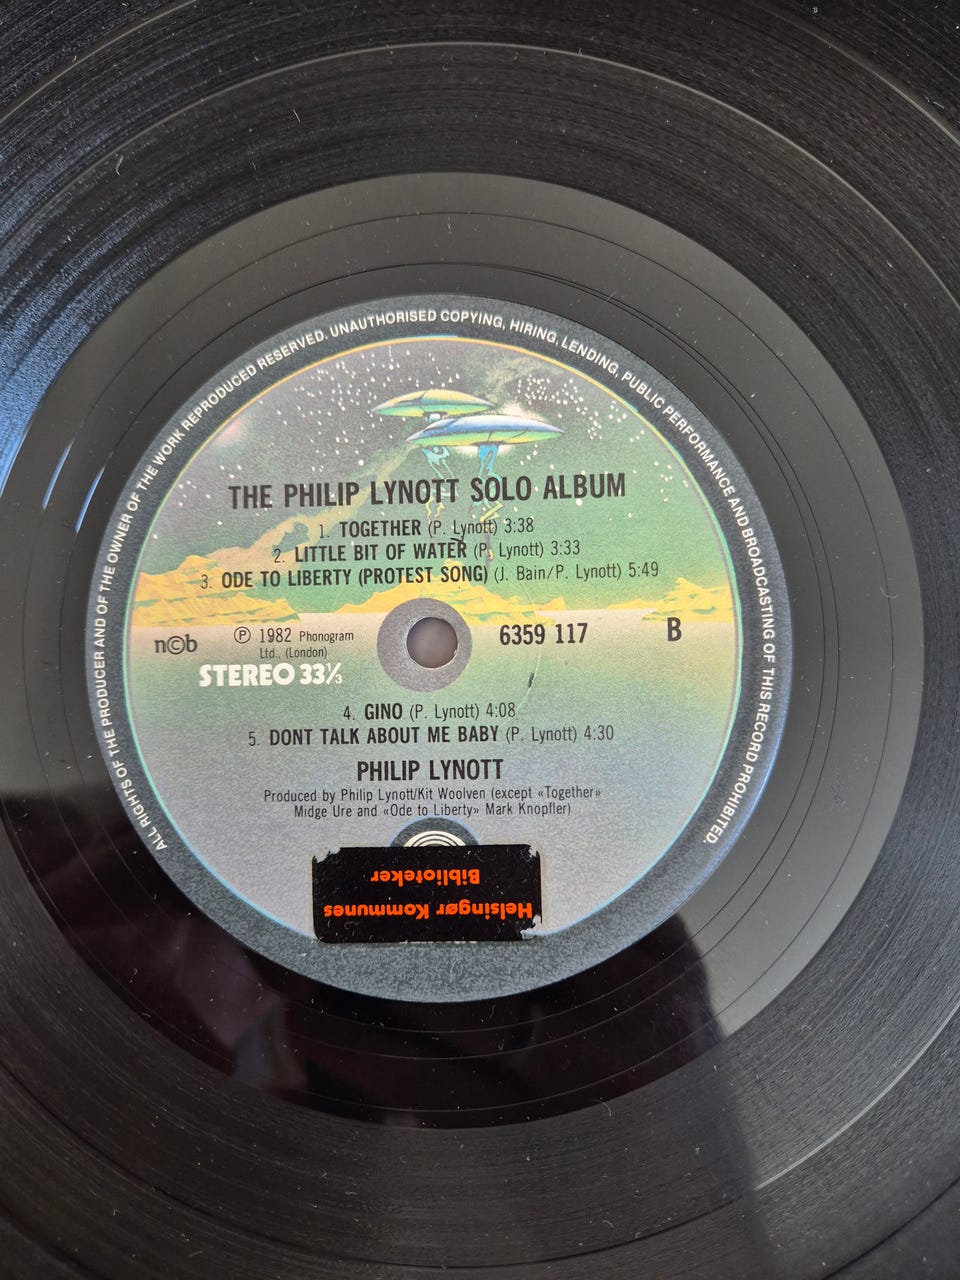 ALL RIGHTS OF THE PRODUCER AND OF THE OWNER OF THE WORK REPRODUCED RESERVED. UNAUTHORISED COPYING, HIRING, LENDING, PUBLIC PERFORMANCE AND BROADCASTING OF THIS RECORD PROHIBITED.
THE PHILIP LYNOTT SOLO ALBUM
1. TOGETHER (P. Lynott) 3:38
2. LITTLE BIT OF WATER (P. Lynott) 3:33
3. ODE TO LIBERTY (PROTEST SONG) (J. Bain/P. Lynott) 5:49
n©b
℗ 1982 Phonogram
Ltd., (London)
6359 117
B
STEREO 33⅓
4. GINO (P. Lynott) 4:08
5. DONT TALK ABOUT ME BABY (P. Lynott) 4:30
PHILIP LYNOTT
Produced by Philip Lynott/Kit Woolven (except «Together»
Midge Ure and «Ode to Liberty» Mark Knopfler)
Helsingør Kommunes
Biblioteker